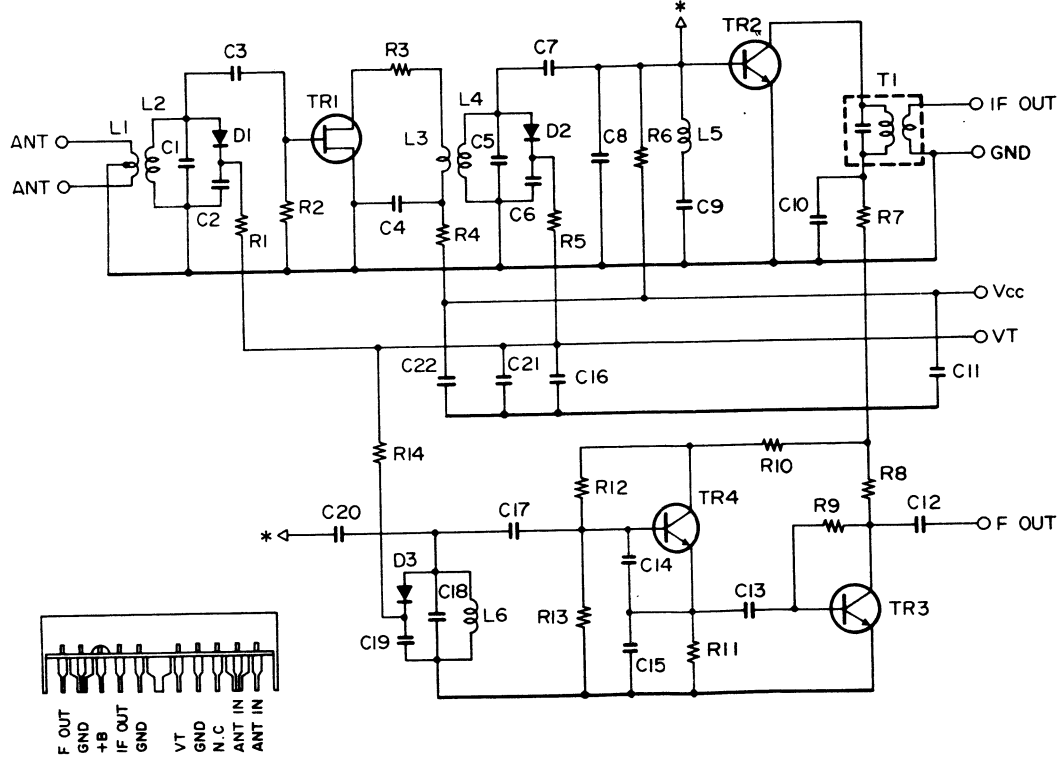 *
TR2
C3
R3
C7
T1
L2
TR1
L4
IF OUT
L1
D1
D2
ANT
C1
L3
C5
C8
R6
L5
GND
ANT
C2
R2
C4
R4
C6
C9
C10
R7
R1
R5
Vcc
VT
C22
C21
C16
C11
R14
R10
R12
TR4
R8
C20
C17
R9
C12
*
F OUT
D3
C18
C14
C13
L6
R13
TR3
C19
C15
R11
F OUT
GND
+B
IF OUT
GND
VT
GND
N.C
ANT IN
ANT IN